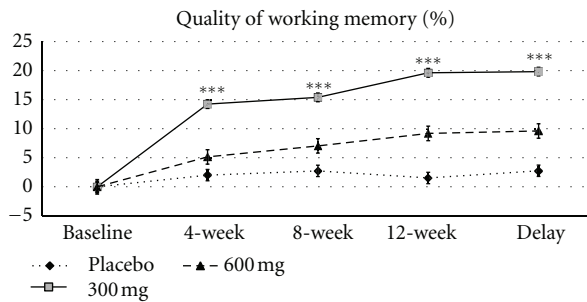 Quality of working memory (%)
25
20
15
10
5
0
−5
***
***
***
***
Baseline 4-week 8-week 12-week Delay
Placebo 600 mg
300 mg